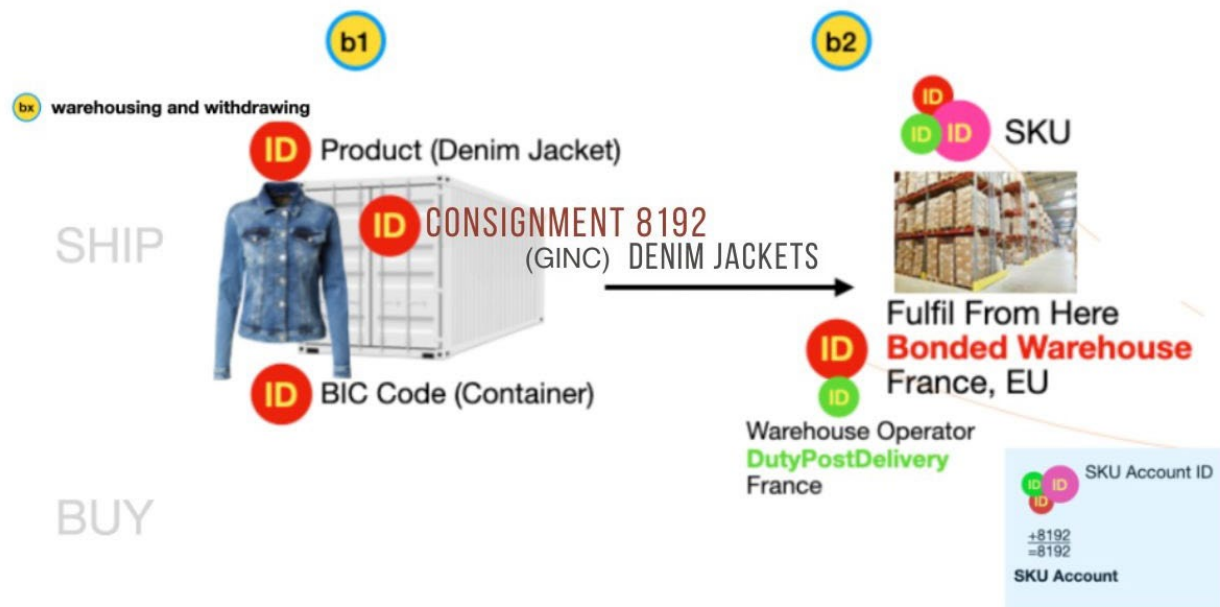 b1
b2
bx warehousing and withdrawing
ID Product (Denim Jacket)
ID
ID
ID SKU
SHIP
ID CONSIGNMENT 8192
(GINC) DENIM JACKETS
Fulfil From Here
ID Bonded Warehouse
France, EU
ID BIC Code (Container)
ID
Warehouse Operator
DutyPostDelivery
France
BUY
ID ID SKU Account ID
ID
+8192
=8192
SKU Account